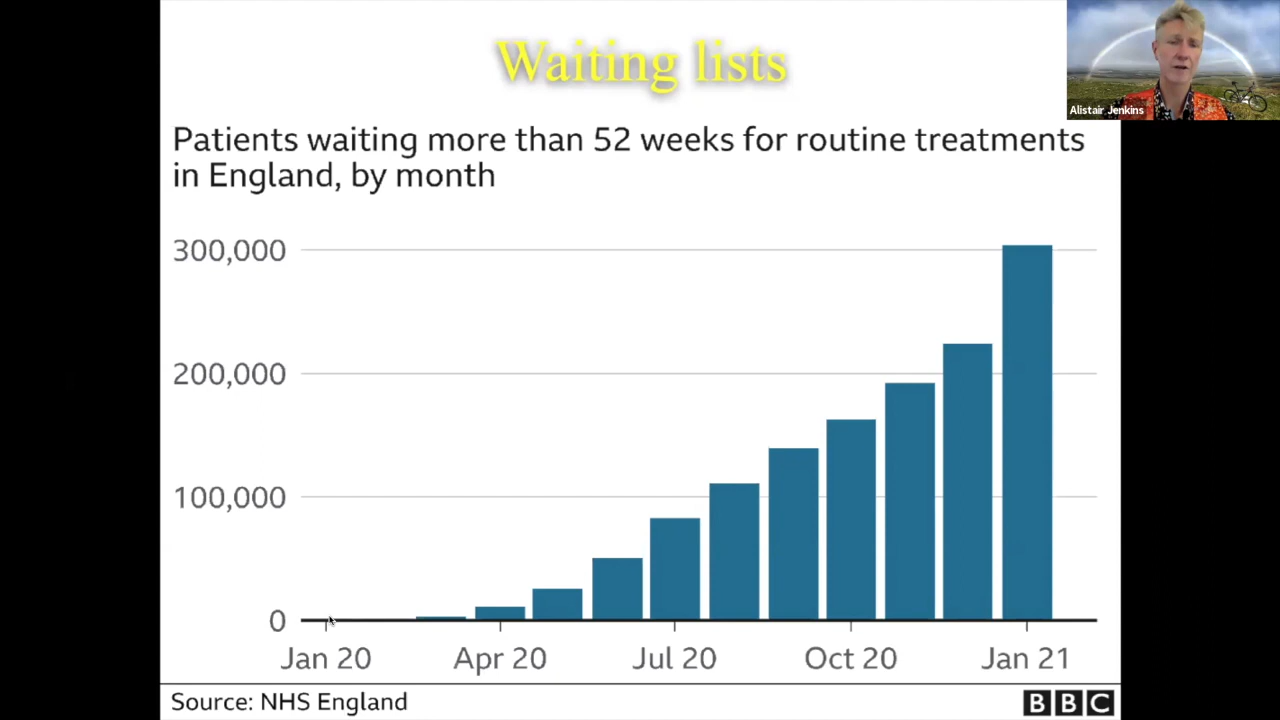 Waiting lists
Alistair Jenkins
Patients waiting more than 52 weeks for routine treatments
in England, by month
300,000
200,000
100,000
0
Jan 20 Apr 20 Jul 20 Oct 20 Jan 21
Source: NHS England
BBC